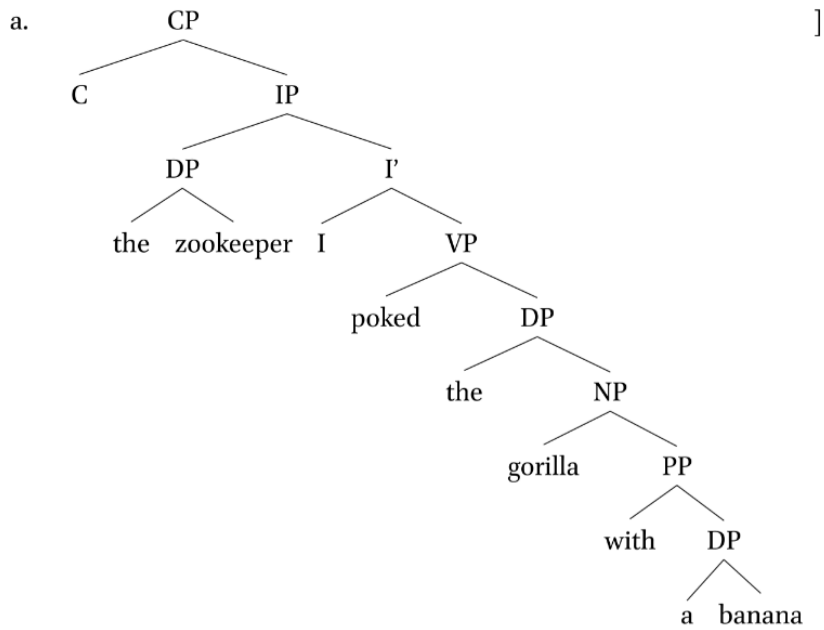 a. CP ]
C IP
DP I’
the zookeeper I VP
poked DP
the NP
gorilla PP
with DP
a banana